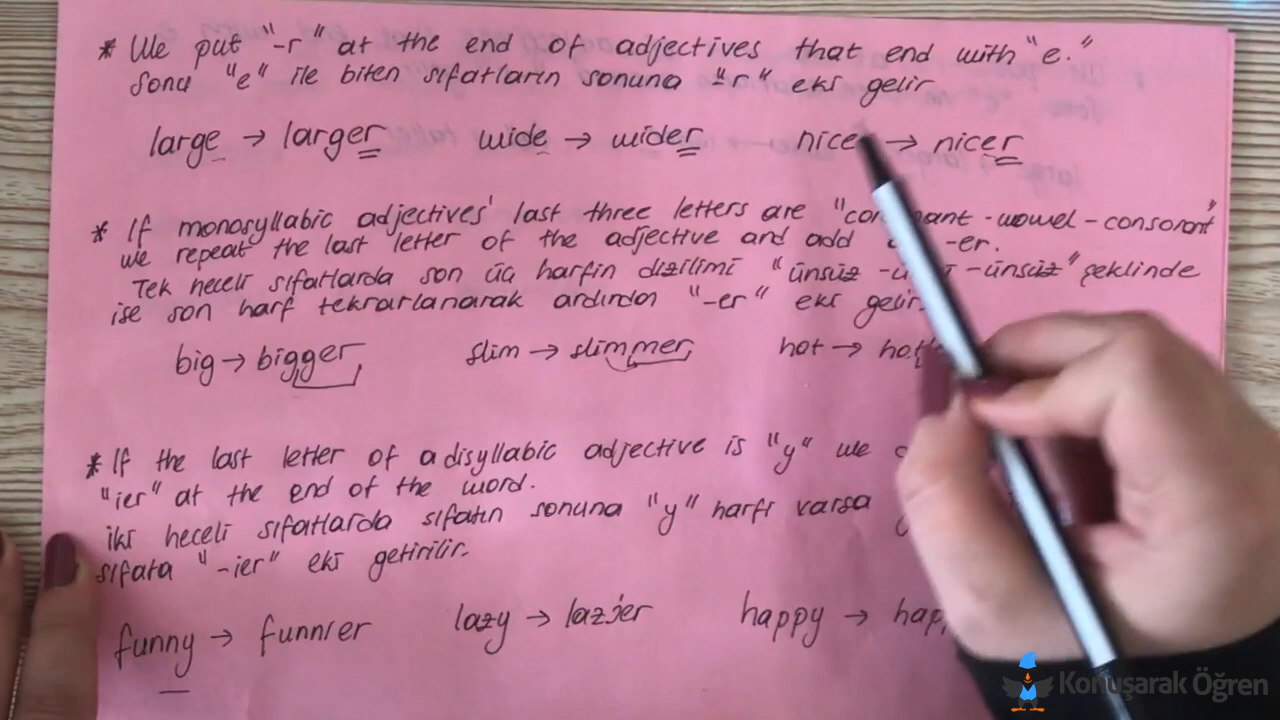 * We put "-r" at the end of adjectives that end with "e."
Sonu "e" ile biten sıfatların sonuna "-r" eki gelir
large → larger wide → wider nice → nicer
* If monosyllabic adjectives' last three letters are "-wowel-consonant"
we repeat the last letter of the adjective and add -er.
Tek heceli sıfatlarda son üç harfin dizilimi "ünsüz - -ünsüz" şeklinde
ise son harf tekrarlanarak ardından "-er" eki gelir.
big → bigger slim → slimmer hot →
* If the last letter of a disyllabic adjective is "y" we
"ier" at the end of the word.
iki heceli sıfatlarda sıfatın sonuna "y" harfi varsa
sıfata "-ier" eki getirilir.
funny → funnier lazy → lazier happy →
Konuşarak Öğren